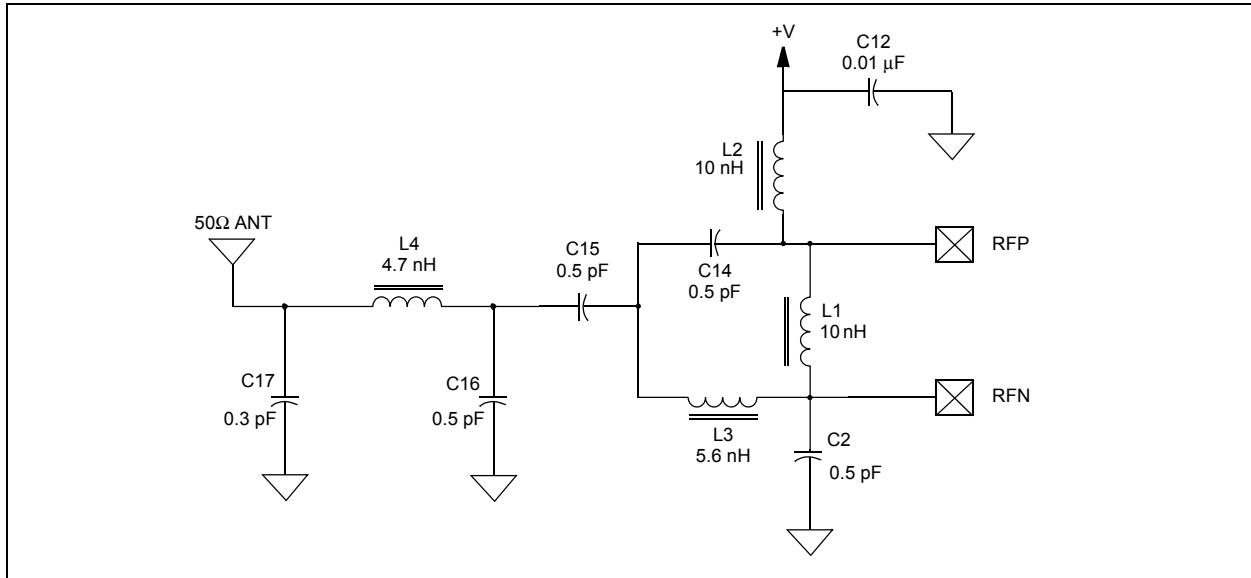 +V
C12
0.01 µF
L2
10 nH
50Ω ANT
L4
4.7 nH
C15
0.5 pF
C14
0.5 pF
RFP
L1
10 nH
C17
0.3 pF
C16
0.5 pF
RFN
L3
5.6 nH
C2
0.5 pF